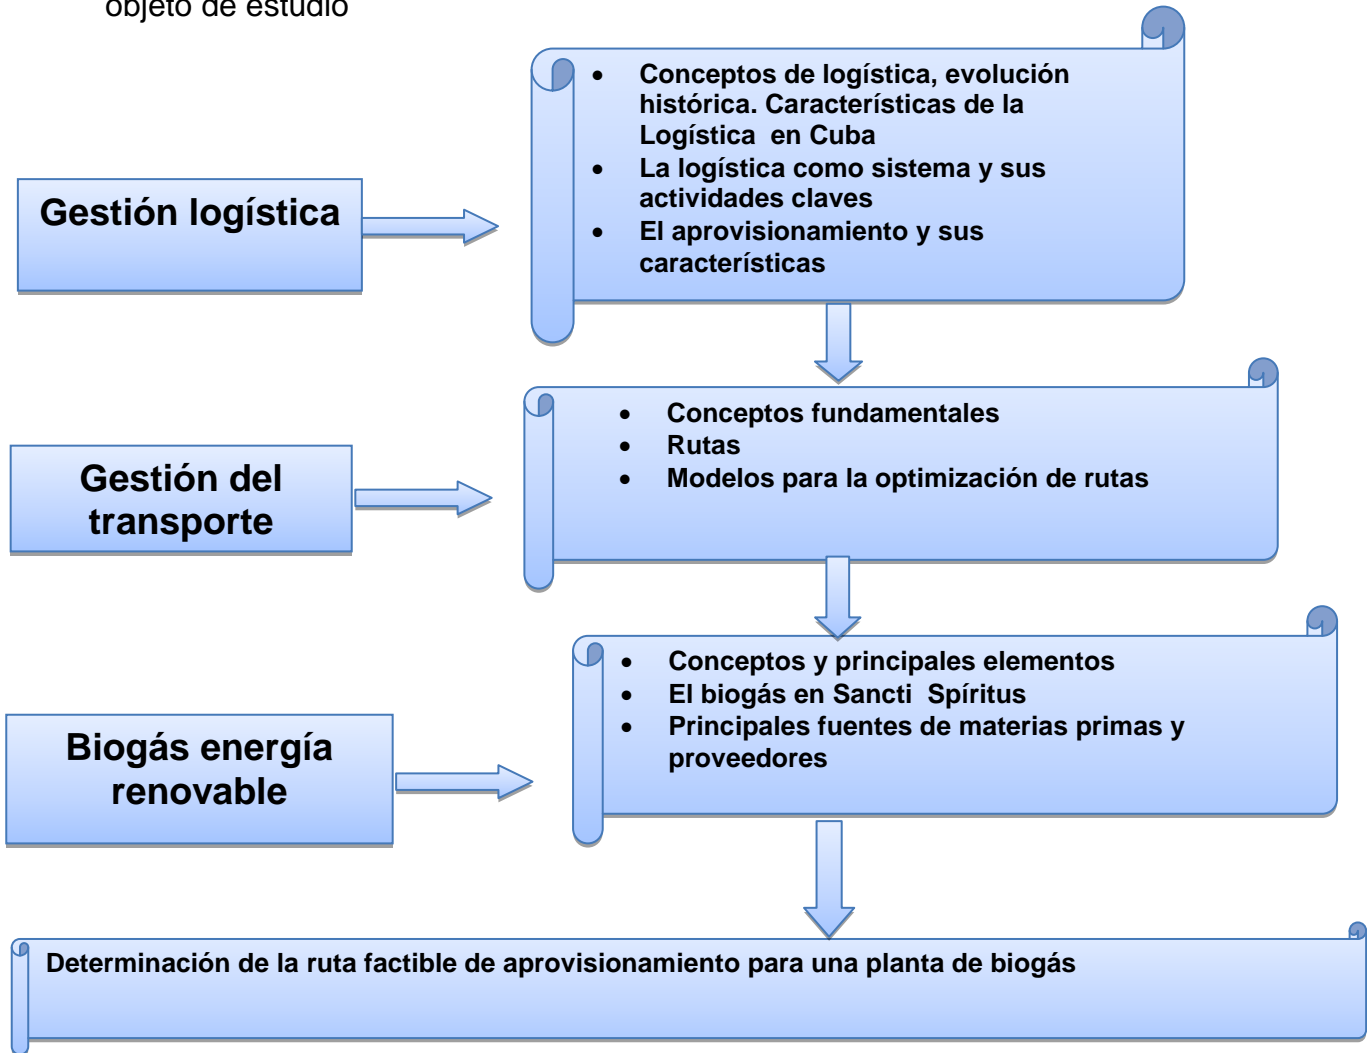 objeto de estudio
Gestión logística
• Conceptos de logística, evolución
histórica. Características de la
Logística  en Cuba
• La logística como sistema y sus
actividades claves
• El aprovisionamiento y sus
características
Gestión del
transporte
• Conceptos fundamentales
• Rutas
• Modelos para la optimización de rutas
Biogás energía
renovable
• Conceptos y principales elementos
• El biogás en Sancti  Spíritus
• Principales fuentes de materias primas y
proveedores
Determinación de la ruta factible de aprovisionamiento para una planta de biogás